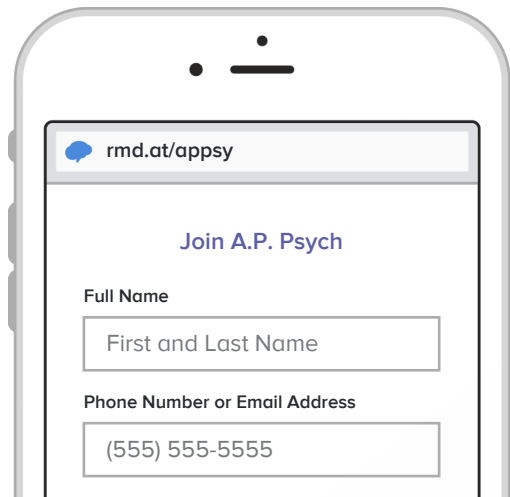 rmd.at/appsy
Join A.P. Psych
Full Name
First and Last Name
Phone Number or Email Address
(555) 555-5555